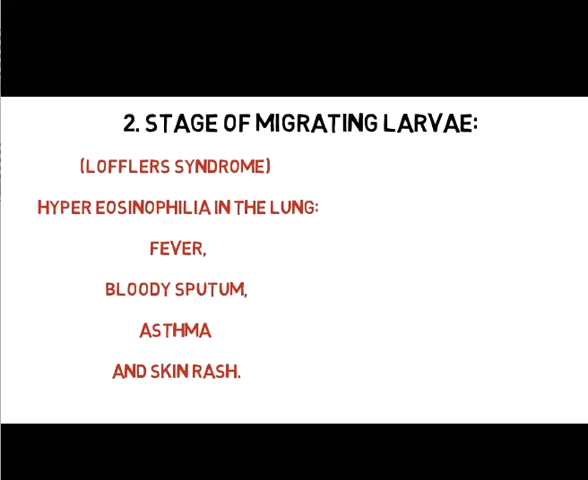 2. STAGE OF MIGRATING LARVAE:
(LOFFLERS SYNDROME)
HYPER EOSINOPHILIA IN THE LUNG:
FEVER,
BLOODY SPUTUM,
ASTHMA
AND SKIN RASH.